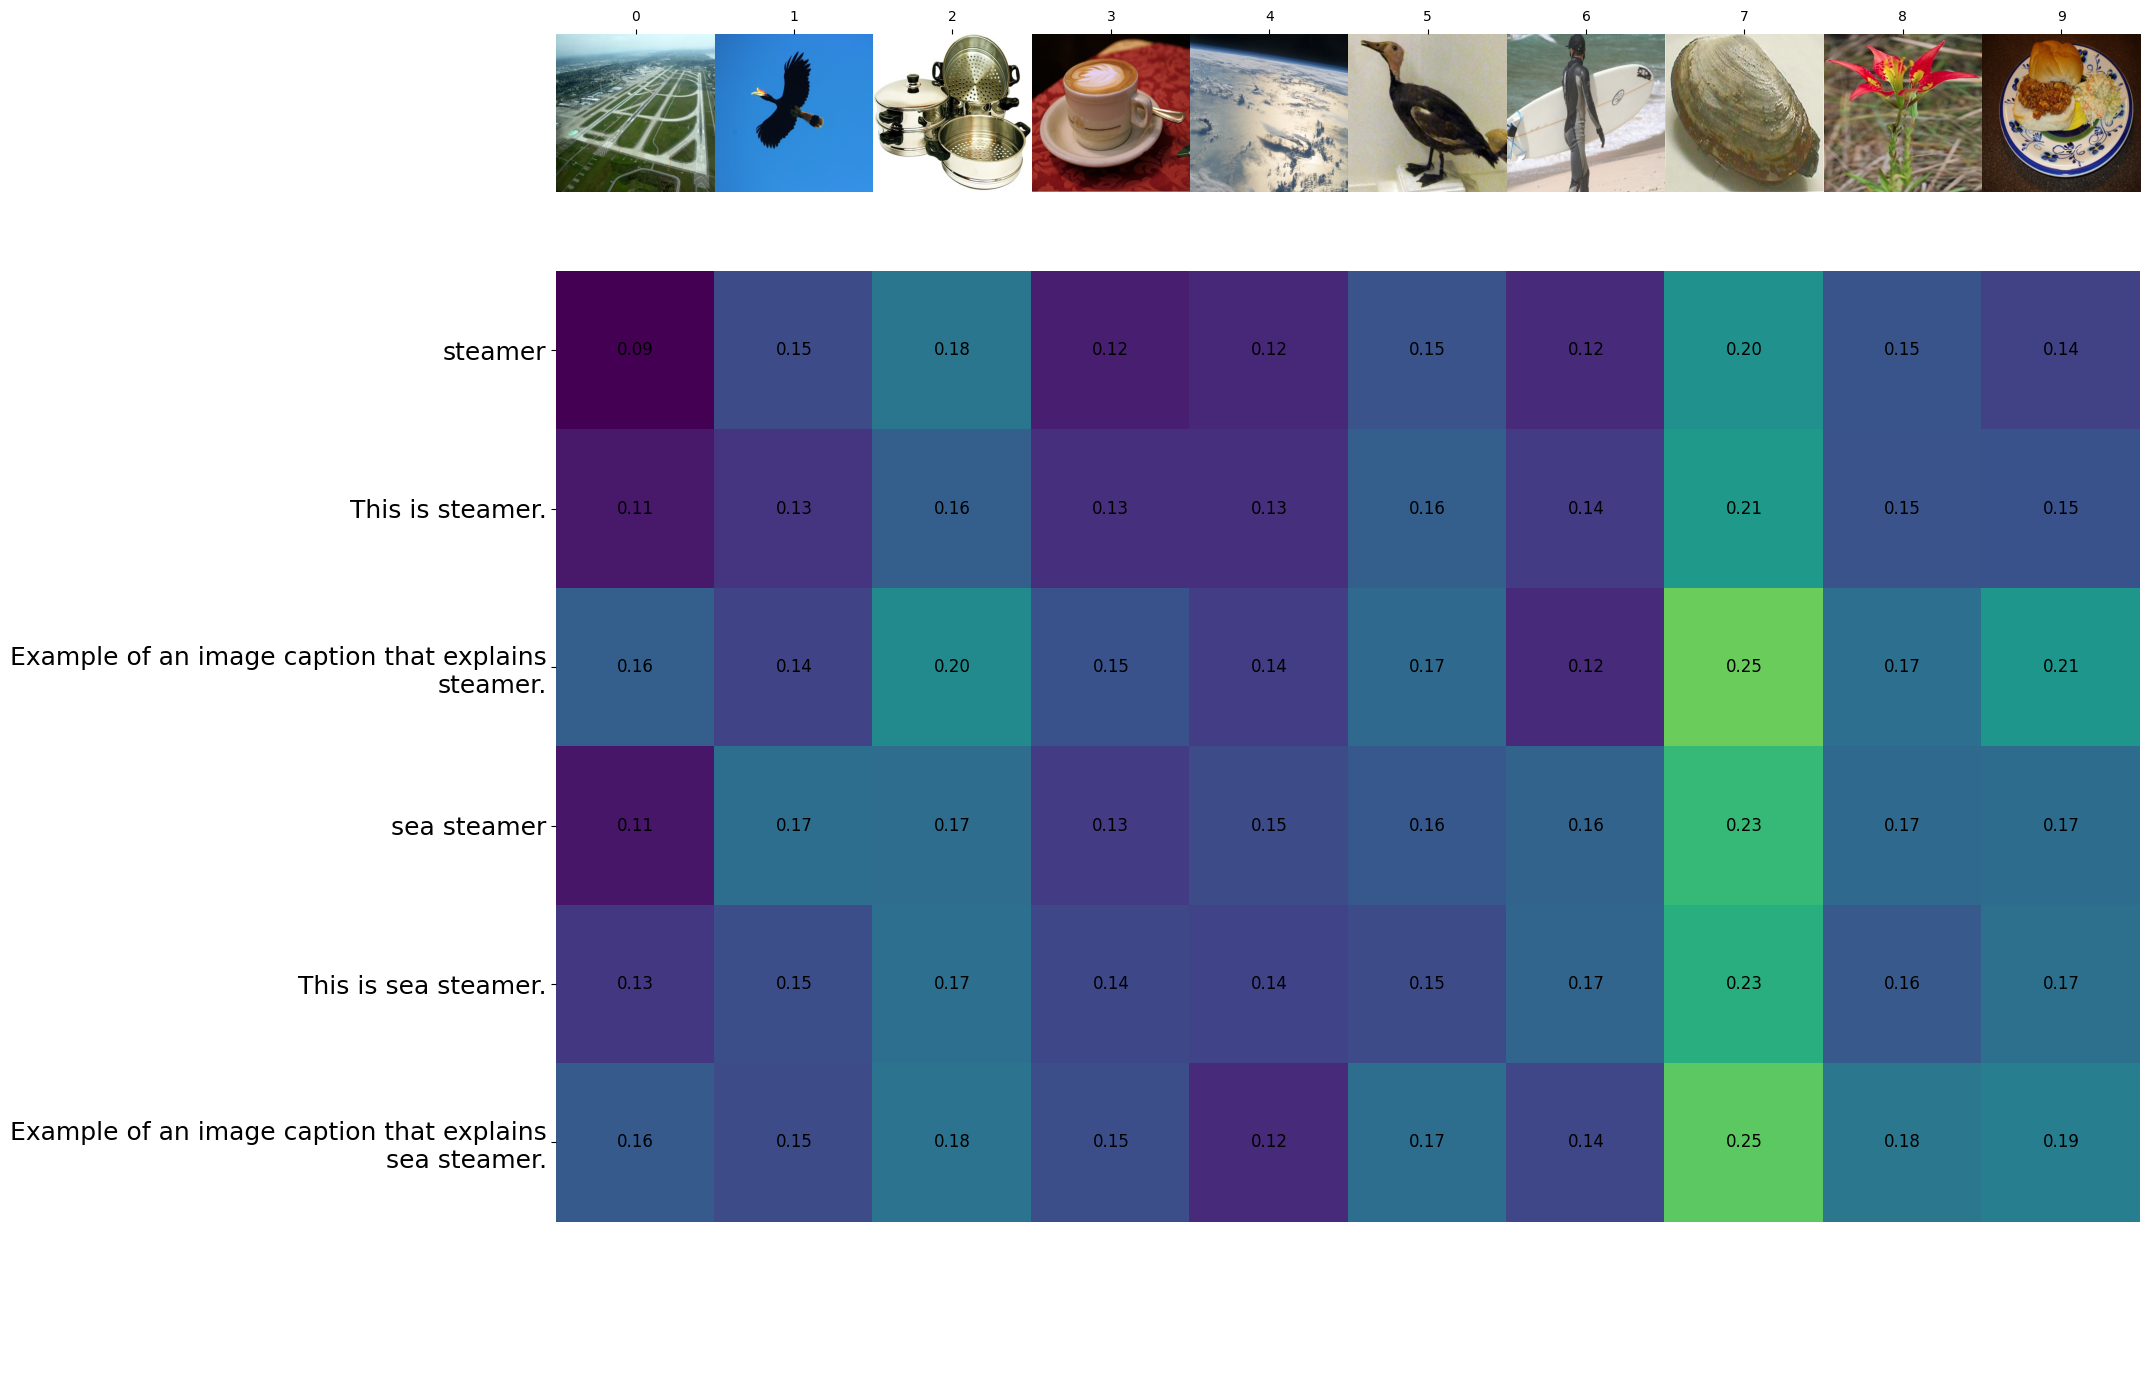 0 1 2 3 4 5 6 7 8 9
steamer 0.09 0.15 0.18 0.12 0.12 0.15 0.12 0.20 0.15 0.14
This is steamer. 0.11 0.13 0.16 0.13 0.13 0.16 0.14 0.21 0.15 0.15
Example of an image caption that explains
steamer. 0.16 0.14 0.20 0.15 0.14 0.17 0.12 0.25 0.17 0.21
sea steamer 0.11 0.17 0.17 0.13 0.15 0.16 0.16 0.23 0.17 0.17
This is sea steamer. 0.13 0.15 0.17 0.14 0.14 0.15 0.17 0.23 0.16 0.17
Example of an image caption that explains
sea steamer. 0.16 0.15 0.18 0.15 0.12 0.17 0.14 0.25 0.18 0.19